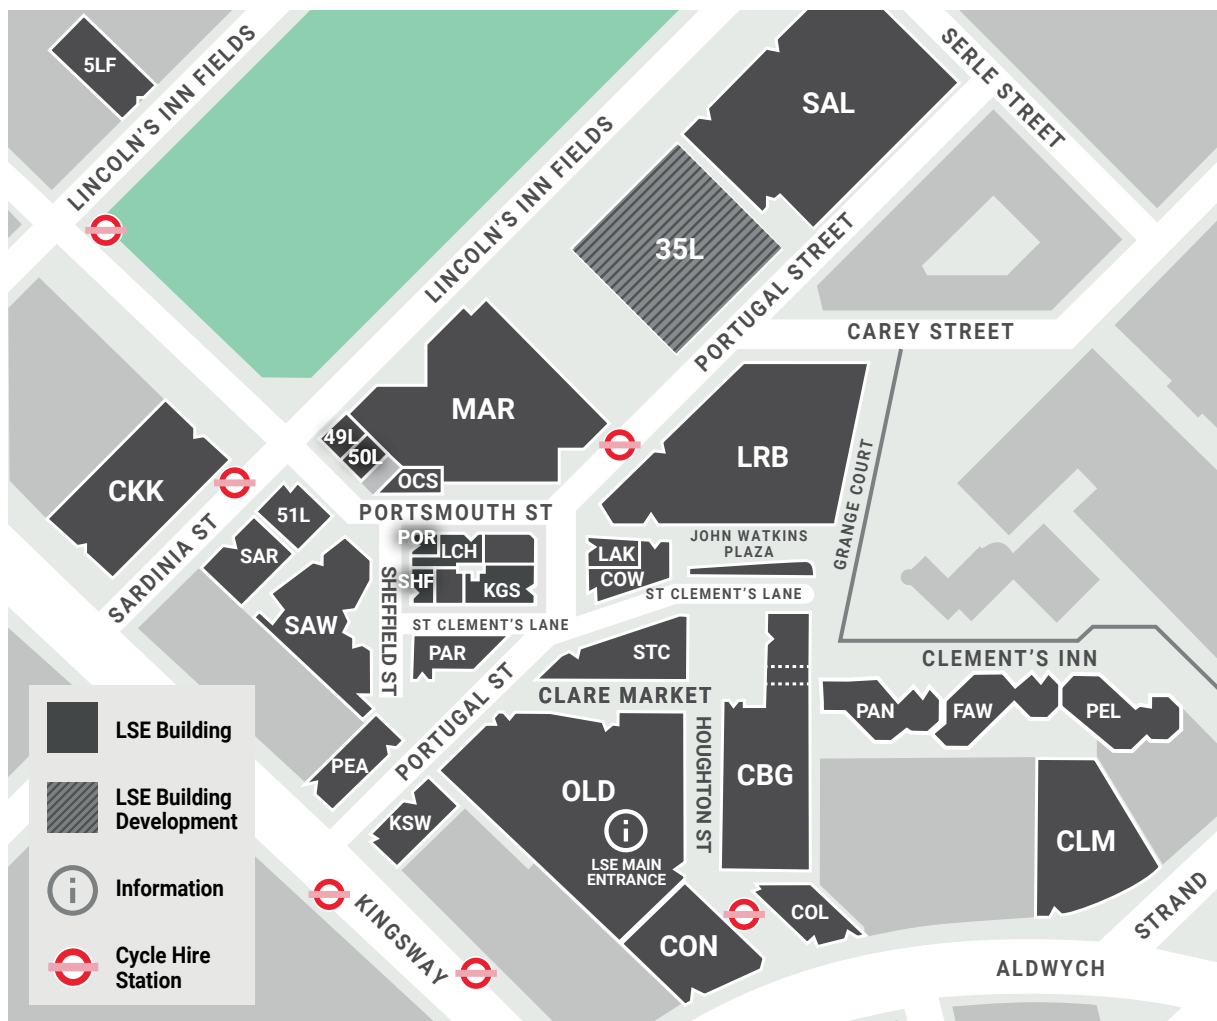 5LF
LINCOLN'S INN FIELDS
SAL
SERLE STREET
LINCOLN'S INN FIELDS
35L
PORTUGAL STREET
CAREY STREET
MAR
49L
50L
OCS
LRB
GRANGE COURT
CKK
SARDINIA ST
51L
SAR
SAW
PORTSMOUTH ST
POR
LCH
SHF
KGS
SHEFFIELD ST
LAK
COW
JOHN WATKINS
PLAZA
ST CLEMENT'S LANE
ST CLEMENT'S LANE
PAR
STC
CLEMENT'S INN
CLARE MARKET
PORTUGAL ST
PAN
FAW
PEL
HOUGHTON ST
PEA
OLD
CBG
KSW
LSE MAIN
ENTRANCE
CLM
COL
CON
KINGSWAY
STRAND
ALDWYCH
LSE Building
LSE Building
Development
i
Information
Cycle Hire
Station